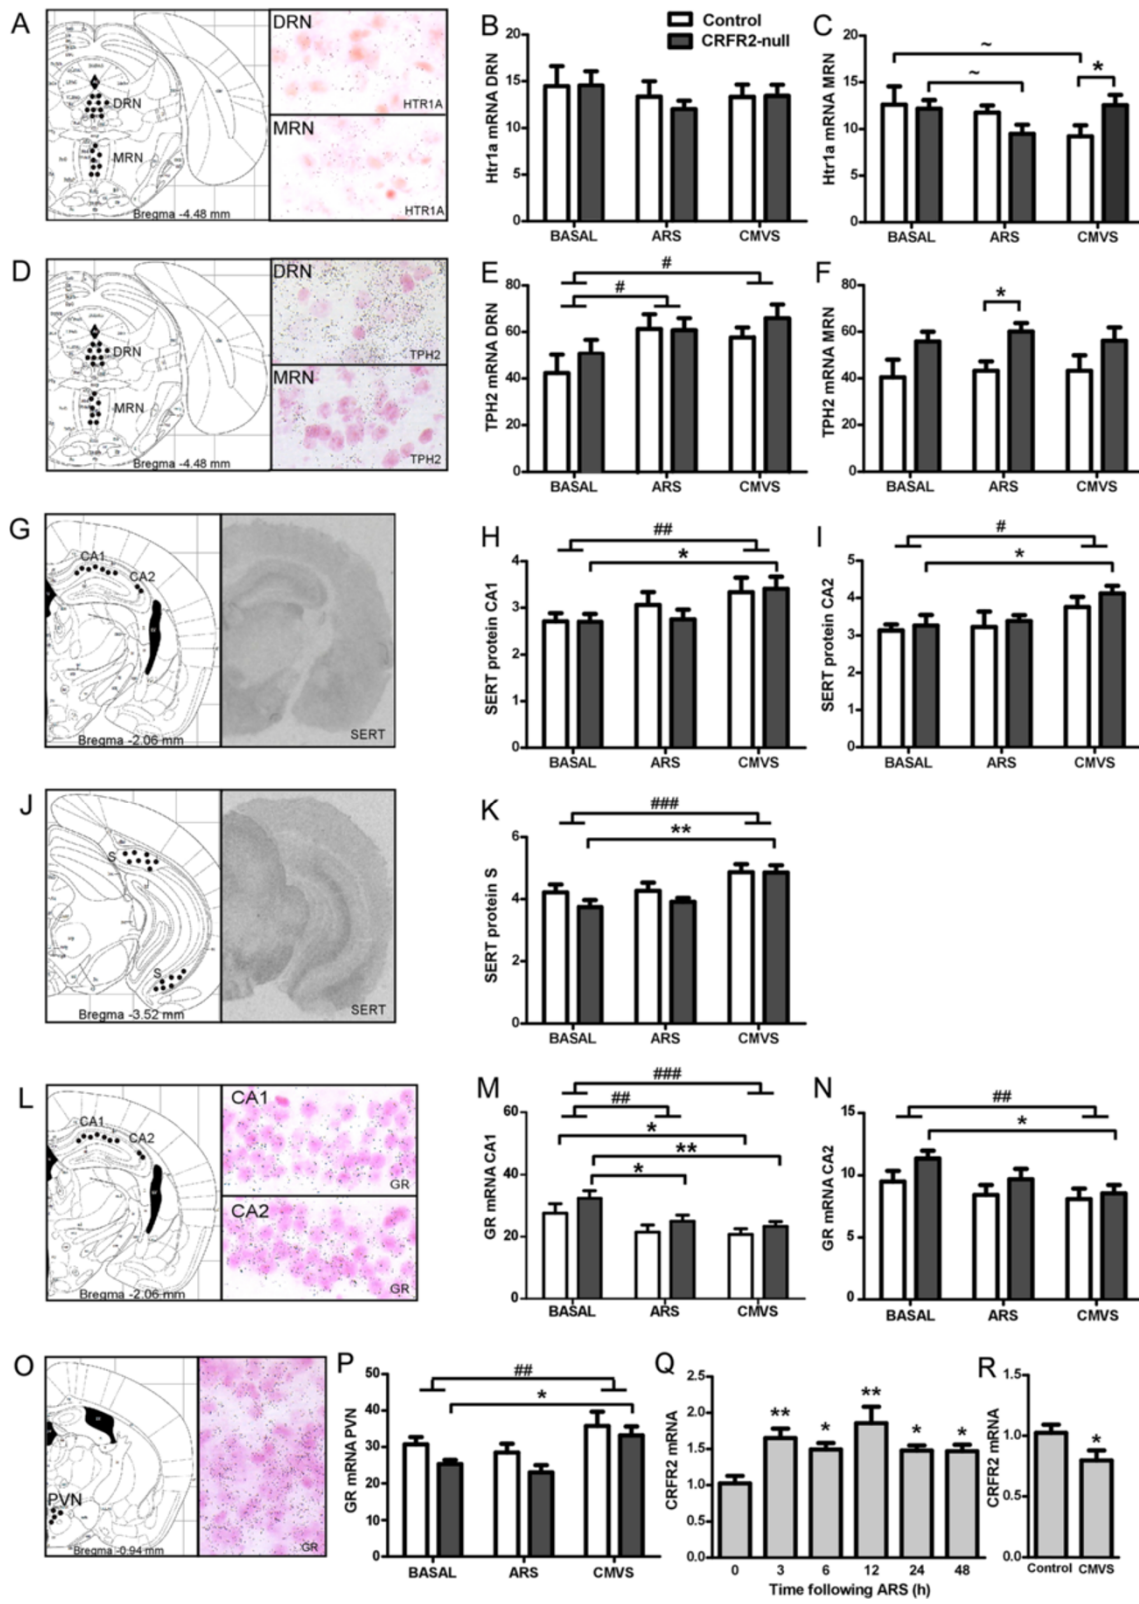 A
DRN
HTR1A
MRN
HTR1A
DRN
MRN
Bregma -4.48 mm
B
Control
CRFR2-null
Htr1a mRNA DRN
20
15
10
5
0
BASAL ARS CMVS
C
Htr1a mRNA MRN
20
15
10
5
0
~
~
*
BASAL ARS CMVS
D
DRN
TPH2
MRN
TPH2
DRN
MRN
Bregma -4.48 mm
E
TPH2 mRNA DRN
80
60
40
20
0
#
#
BASAL ARS CMVS
F
TPH2 mRNA MRN
80
60
40
20
0
*
BASAL ARS CMVS
G
CA1
CA2
Bregma -2.06 mm
SERT
H
SERT protein CA1
4
3
2
1
0
##
*
BASAL ARS CMVS
I
SERT protein CA2
5
4
3
2
1
0
#
*
BASAL ARS CMVS
J
S
S
Bregma -3.52 mm
SERT
K
SERT protein S
6
4
2
0
###
**
BASAL ARS CMVS
L
CA1
CA2
Bregma -2.06 mm
CA1
GR
CA2
GR
M
GR mRNA CA1
60
40
20
0
###
##
*
**
*
BASAL ARS CMVS
N
GR mRNA CA2
15
10
5
0
##
*
BASAL ARS CMVS
O
PVN
Bregma -0.94 mm
GR
P
GR mRNA PVN
50
40
30
20
10
0
##
*
BASAL ARS CMVS
Q
CRFR2 mRNA
2.5
2.0
1.5
1.0
0.5
0.0
** * ** * *
0 3 6 12 24 48
Time following ARS (h)
R
CRFR2 mRNA
1.5
1.0
0.5
0.0
*
Control CMVS